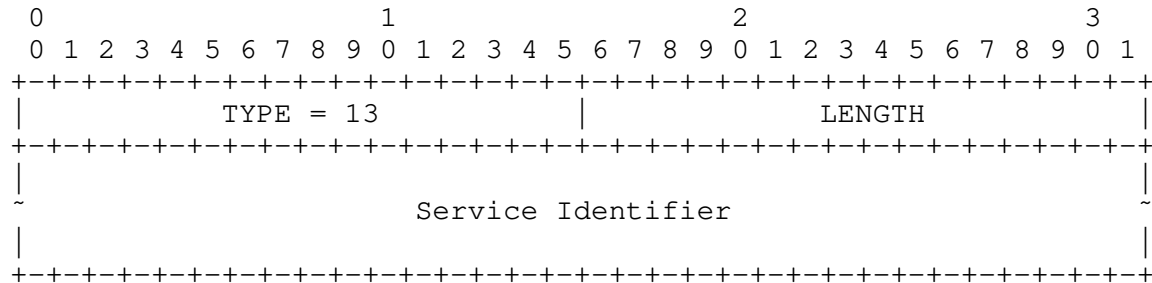 0                   1                   2                   3
 0 1 2 3 4 5 6 7 8 9 0 1 2 3 4 5 6 7 8 9 0 1 2 3 4 5 6 7 8 9 0 1
+-+-+-+-+-+-+-+-+-+-+-+-+-+-+-+-+-+-+-+-+-+-+-+-+-+-+-+-+-+-+-+-+
|           TYPE = 13           |             LENGTH            |
+-+-+-+-+-+-+-+-+-+-+-+-+-+-+-+-+-+-+-+-+-+-+-+-+-+-+-+-+-+-+-+-+
|                                                               |
~                      Service Identifier                       ~
|                                                               |
+-+-+-+-+-+-+-+-+-+-+-+-+-+-+-+-+-+-+-+-+-+-+-+-+-+-+-+-+-+-+-+-+